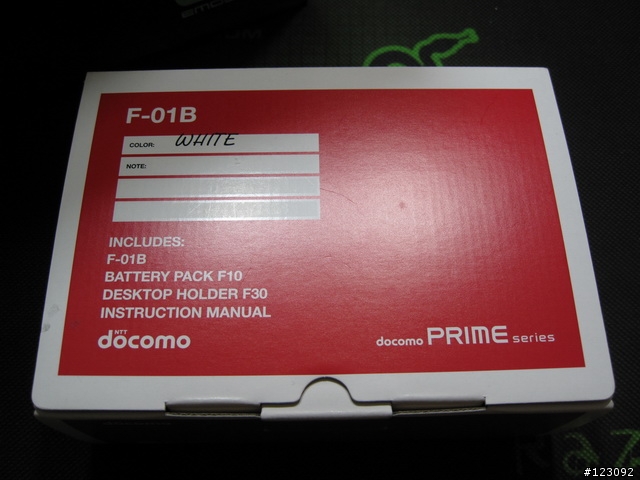 F-01B
COLOR: WHITE
NOTE:
INCLUDES:
F-01B
BATTERY PACK F10
DESKTOP HOLDER F30
INSTRUCTION MANUAL
NTT
docomo
docomo PRIME series
#123092